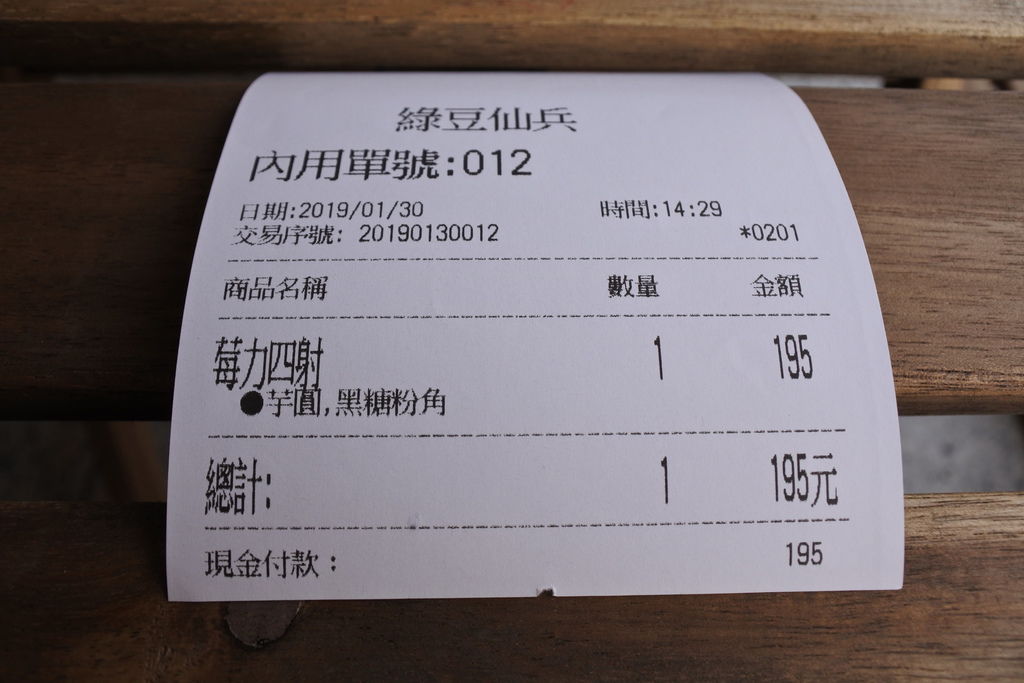 綠豆仙兵
內用單號:012
日期:2019/01/30 時間:14:29
交易序號: 20190130012 *0201
商品名稱 數量 金額
莓力四射 1 195
●芋圓,黑糖粉角
總計: 1 195元
現金付款： 195